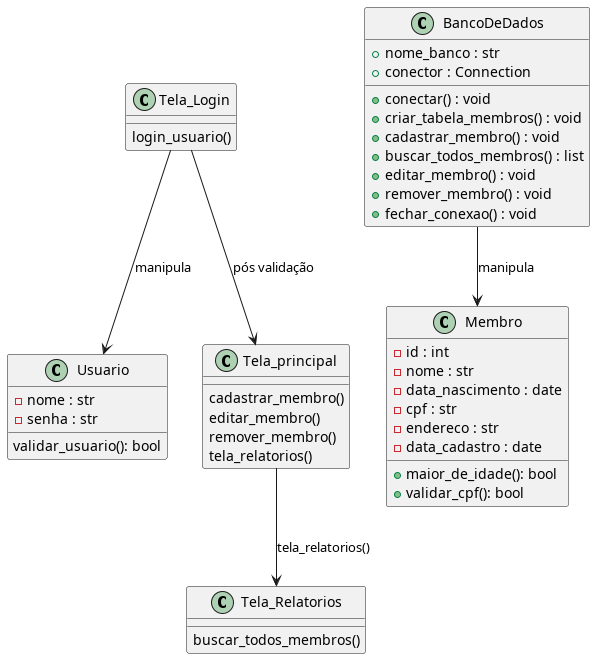 BancoDeDados
nome_banco : str
conector : Connection
conectar() : void
criar_tabela_membros() : void
cadastrar_membro() : void
buscar_todos_membros() : list
editar_membro() : void
remover_membro() : void
fechar_conexao() : void
Tela_Login
login_usuario()
manipula
pós validação
manipula
Usuario
nome : str
senha : str
validar_usuario(): bool
Tela_principal
cadastrar_membro()
editar_membro()
remover_membro()
tela_relatorios()
Membro
id : int
nome : str
data_nascimento : date
cpf : str
endereco : str
data_cadastro : date
maior_de_idade(): bool
validar_cpf(): bool
tela_relatorios()
Tela_Relatorios
buscar_todos_membros()